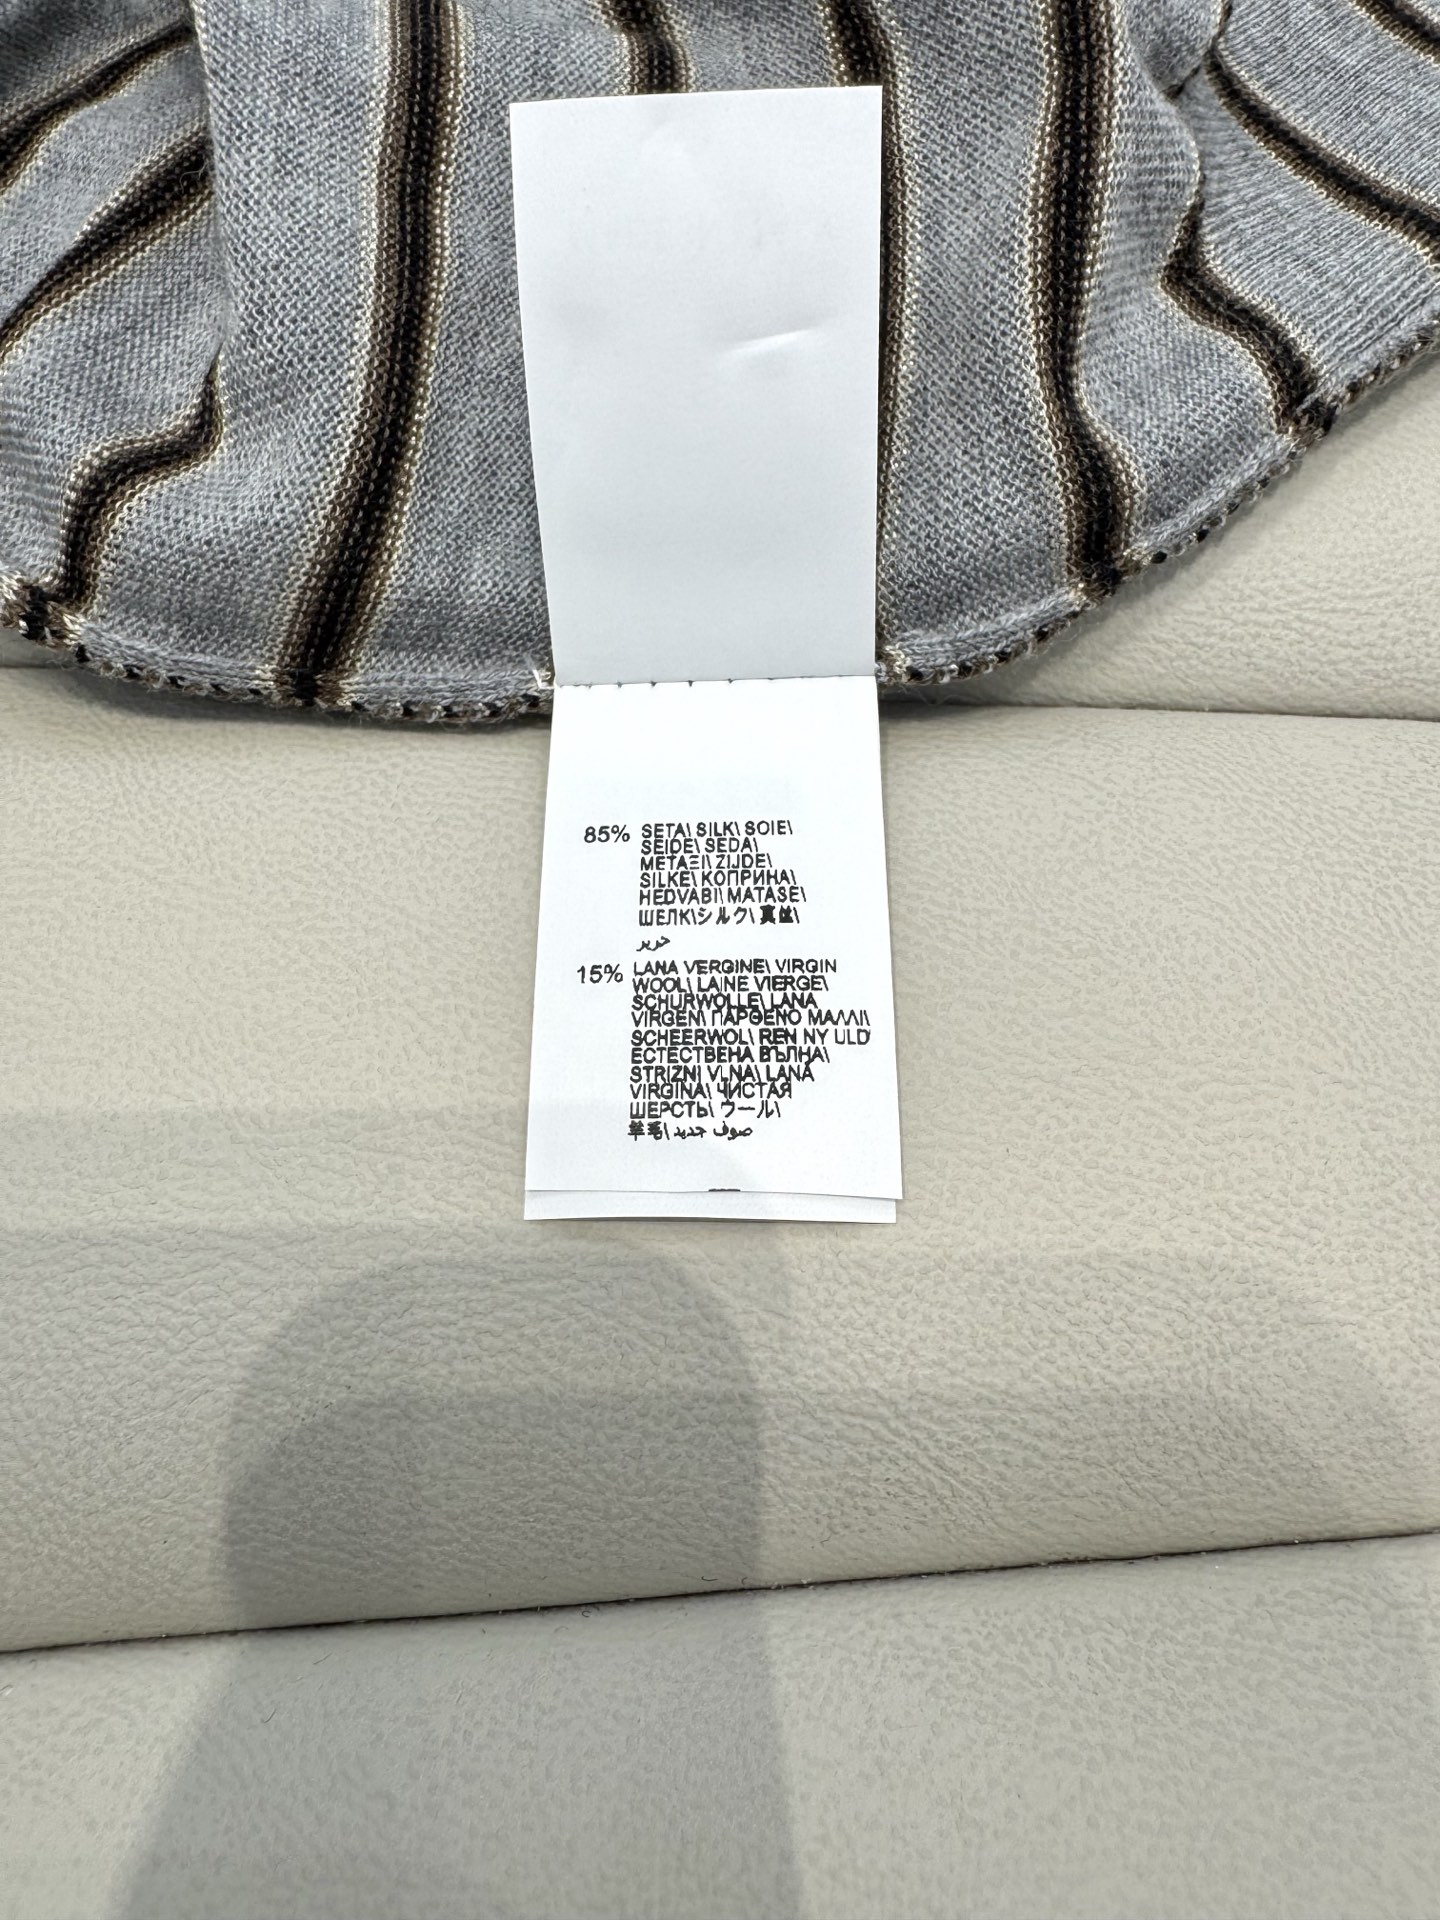 85% SETA\ SILK\ SOIE\
SEIDE\ SEDA\
ΜΕΤΑΞΙ\ ZIJDE\
SILKE\ КОПРИНА\
HEDVABI\ MATASE\
ШЕЛК\シルク\ 真丝\
حرير
15% LANA VERGINE\ VIRGIN
WOOL\ LAINE VIERGE\
SCHURWOLLE\ LANA
VIRGEN\ ΠΑΡΘΕΝΟ ΜΑΛΛΙ\
SCHEERWOL\ REN NY ULD
ЕСТЕСТВЕНА ВЪЛНА\
STRIZNI VLNA\ LANA
VIRGINA\ ЧИСТАЯ
ШЕРСТЬ\ ウール\
羊毛\ صوف جديد